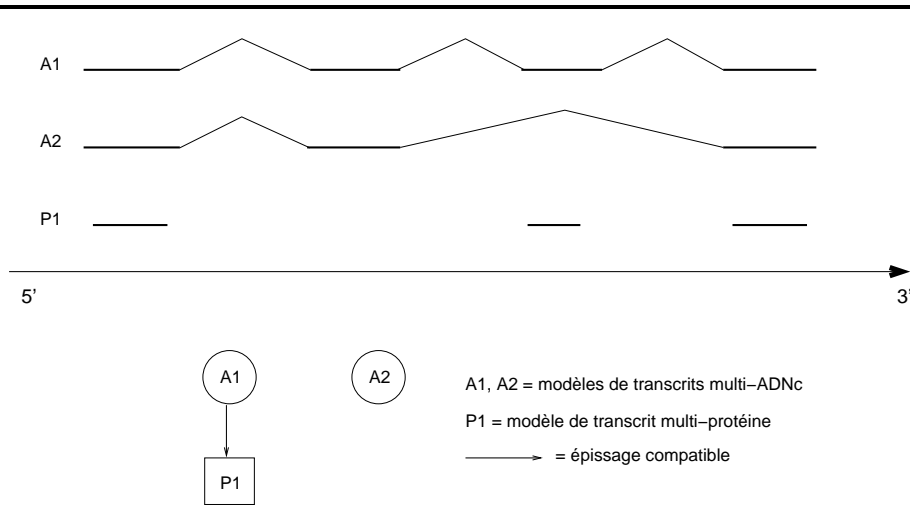 A1
A2
P1
5' 3'
A1 A2
A1, A2 = modèles de transcrits multi−ADNc
P1 = modèle de transcrit multi−protéine
= épissage compatible
P1